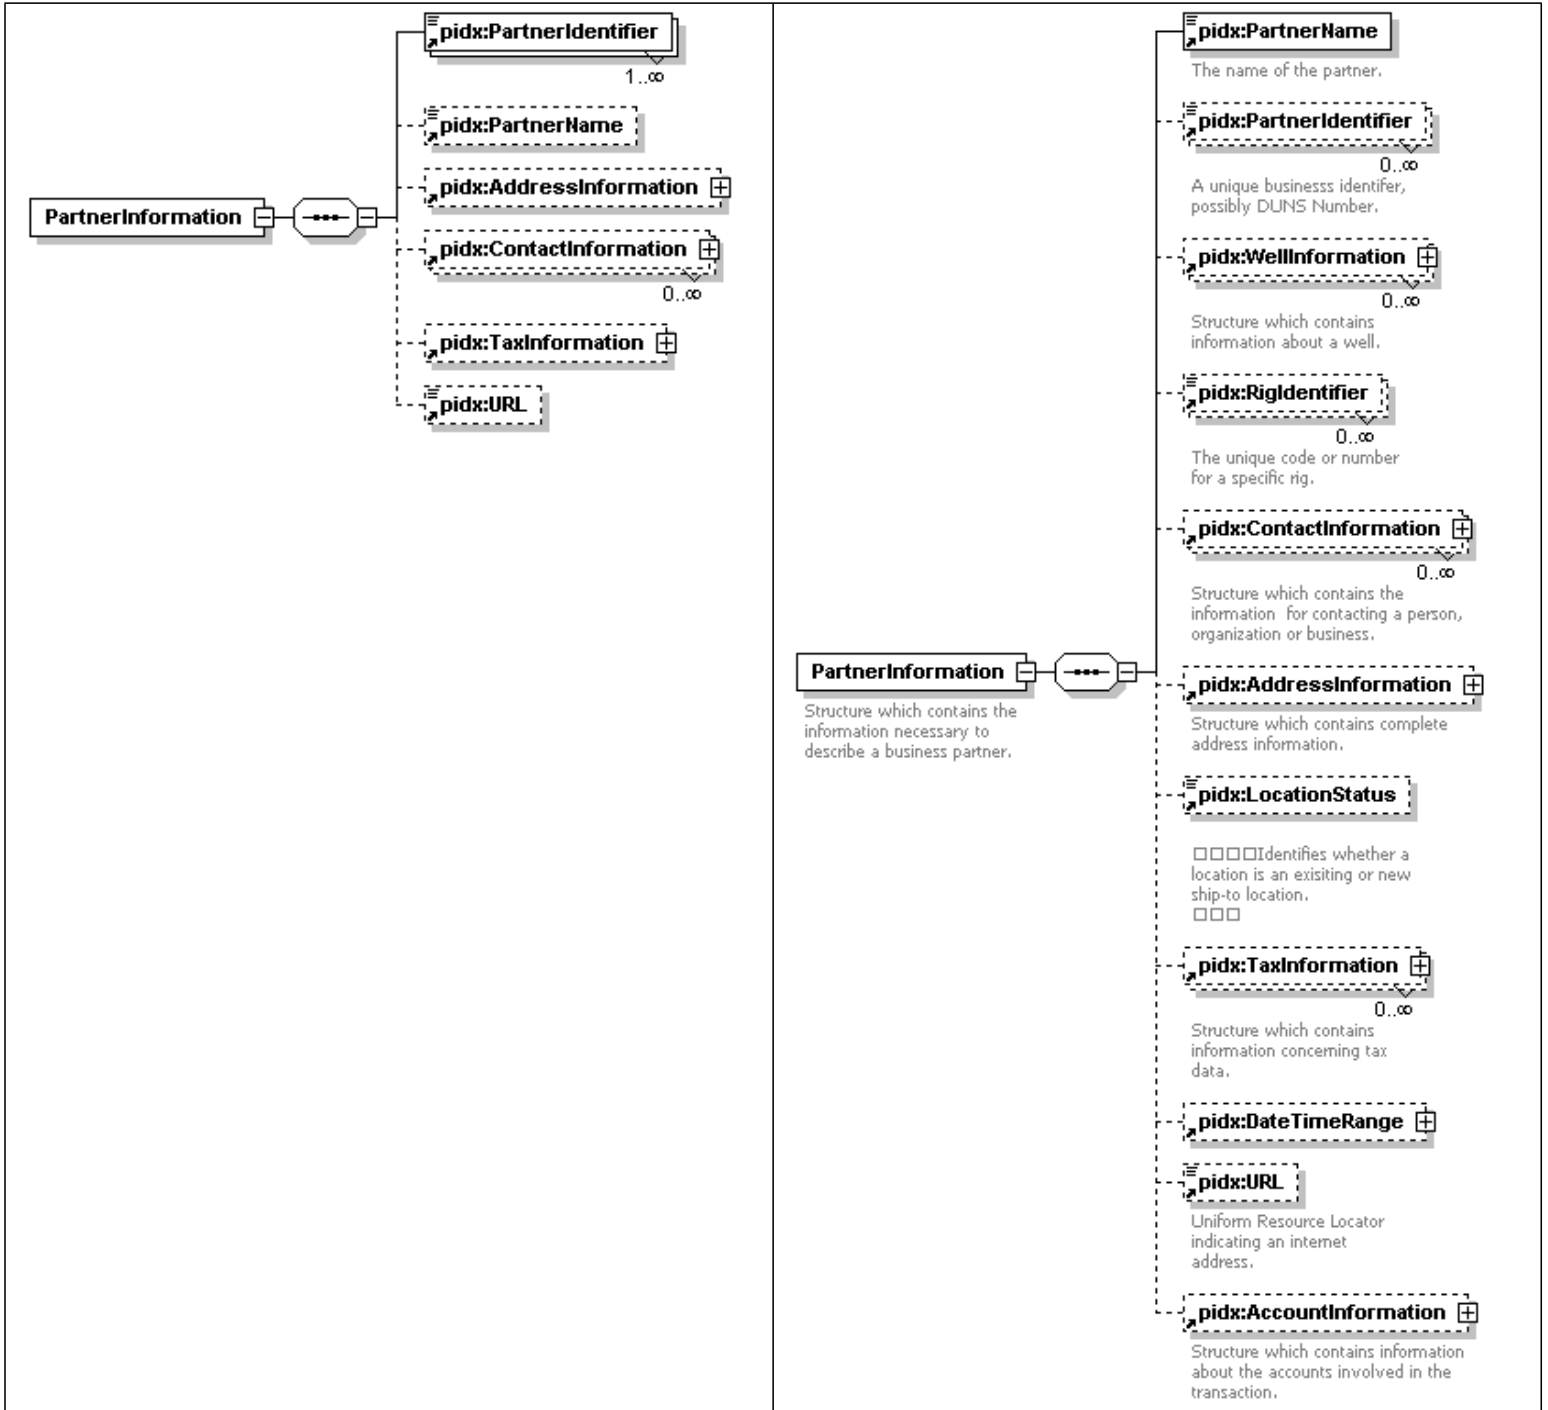 pidx:PartnerIdentifier
1..∞
pidx:PartnerName
pidx:AddressInformation
PartnerInformation
pidx:ContactInformation
0..∞
pidx:TaxInformation
pidx:URL
pidx:PartnerName
The name of the partner.
pidx:PartnerIdentifier
0..∞
A unique businesss identifer,
possibly DUNS Number.
pidx:WellInformation
0..∞
Structure which contains
information about a well.
pidx:RigIdentifier
0..∞
The unique code or number
for a specific rig.
pidx:ContactInformation
0..∞
Structure which contains the
information  for contacting a person,
organization or business.
PartnerInformation
Structure which contains the
information necessary to
describe a business partner.
pidx:AddressInformation
Structure which contains complete
address information.
pidx:LocationStatus
□□□□Identifies whether a
location is an exisiting or new
ship-to location.
□□□
pidx:TaxInformation
0..∞
Structure which contains
information concerning tax
data.
pidx:DateTimeRange
pidx:URL
Uniform Resource Locator
indicating an internet
address.
pidx:AccountInformation
Structure which contains information
about the accounts involved in the
transaction.